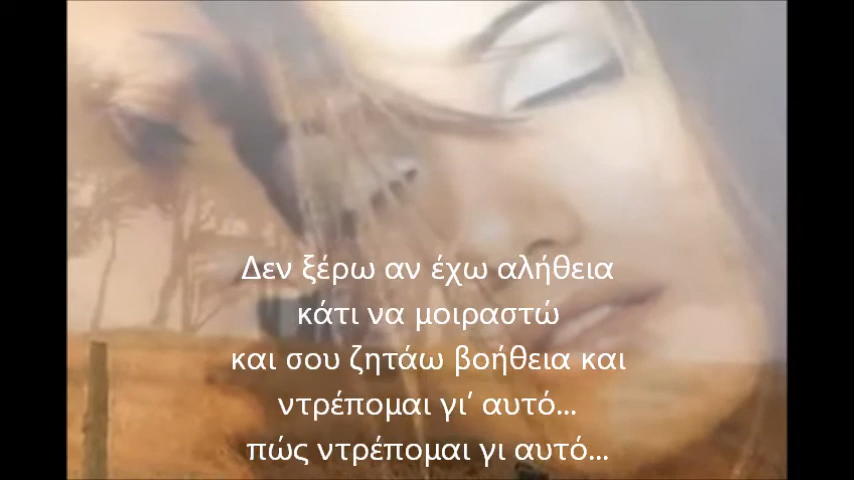 Δεν ξέρω αν έχω αλήθεια
κάτι να μοιραστώ
και σου ζητάω βοήθεια και
ντρέπομαι γι΄ αυτό...
πώς ντρέπομαι γι αυτό...